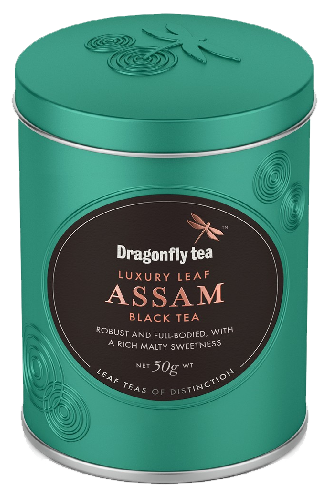 Dragonfly tea
™
LUXURY LEAF
ASSAM
BLACK TEA
ROBUST AND FULL-BODIED, WITH
A RICH MALTY SWEETNESS
NET 50g WT
LEAF TEAS OF DISTINCTION